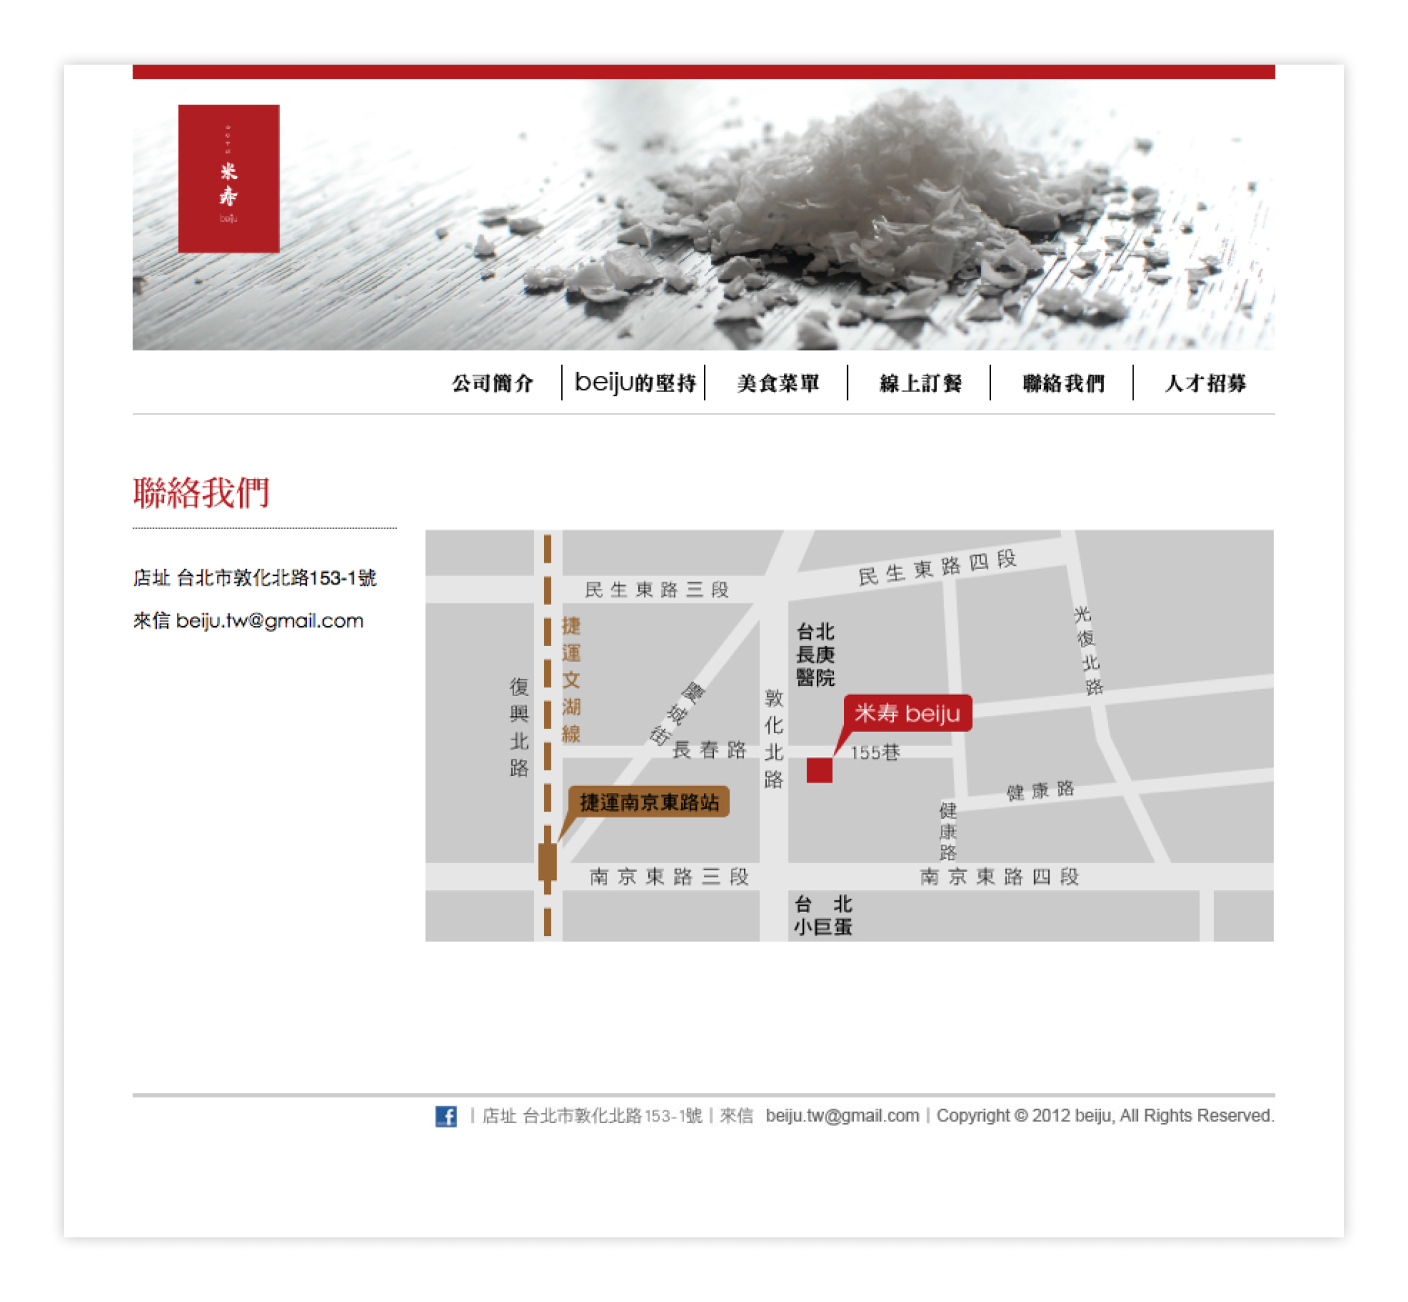 米寿
beiju
公司簡介
beiju的堅持
美食菜單
線上訂餐
聯絡我們
人才招募
聯絡我們
店址 台北市敦化北路153-1號
來信 beiju.tw@gmail.com
民生東路三段
民生東路四段
捷運文湖線
復興北路
慶城街
長春路
敦化北路
台北
長庚
醫院
光復北路
米寿 beiju
155巷
捷運南京東路站
健康路
健康路
南京東路三段
南京東路四段
台 北
小巨蛋
| 店址 台北市敦化北路153-1號 | 來信 beiju.tw@gmail.com | Copyright © 2012 beiju, All Rights Reserved.